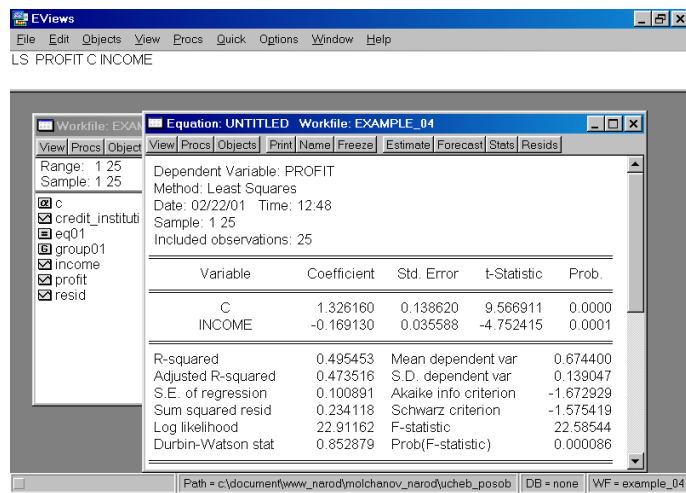 EViews
File Edit Objects View Procs Quick Options Window Help
LS PROFIT C INCOME
Workfile: EXAM
View Procs Object
Range: 1 25
Sample: 1 25
c
credit_instituti
eq01
group01
income
profit
resid
Equation: UNTITLED Workfile: EXAMPLE_04
View Procs Objects Print Name Freeze Estimate Forecast Stats Resids
Dependent Variable: PROFIT
Method: Least Squares
Date: 02/22/01 Time: 12:48
Sample: 1 25
Included observations: 25
Variable Coefficient Std. Error t-Statistic Prob.
C 1.326160 0.138620 9.566911 0.0000
INCOME -0.169130 0.035588 -4.752415 0.0001
R-squared 0.495453 Mean dependent var 0.674400
Adjusted R-squared 0.473516 S.D. dependent var 0.139047
S.E. of regression 0.100891 Akaike info criterion -1.672929
Sum squared resid 0.234118 Schwarz criterion -1.575419
Log likelihood 22.91162 F-statistic 22.58544
Durbin-Watson stat 0.852879 Prob(F-statistic) 0.000086
Path = c:\document\www_narod\molchanov_narod\ucheb_posob DB = none WF = example_04